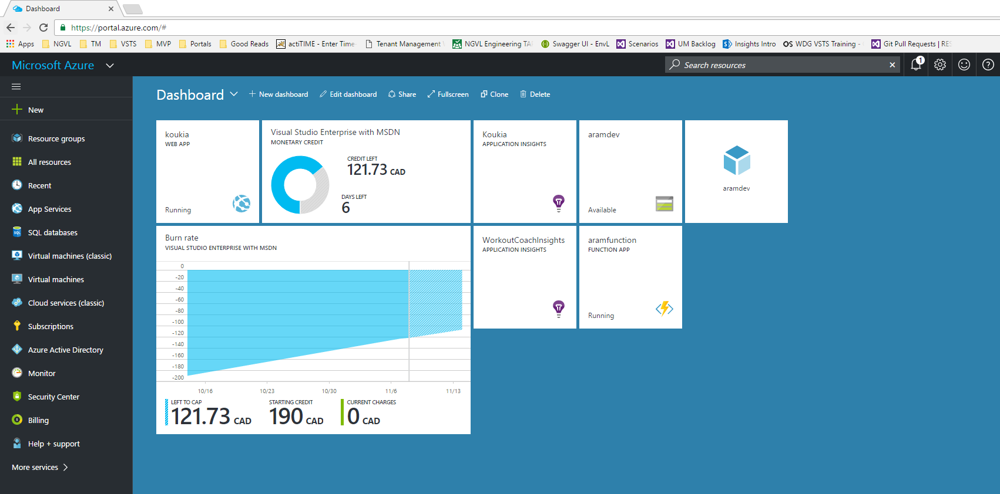 Dashboard
https://portal.azure.com/#
Apps NGVL TM VSTS MVP Portals Good Reads actiTIME - Enter Time- Tenant Management NGVL Engineering Swagger UI - EnvL Scenarios UM Backlog Insights Intro WDG VSTS Training - Git Pull Requests |
Microsoft Azure
Search resources
1
Dashboard New dashboard Edit dashboard Share Fullscreen Clone Delete
New
Resource groups
All resources
Recent
App Services
SQL databases
Virtual machines (classic)
Virtual machines
Cloud services (classic)
Subscriptions
Azure Active Directory
Monitor
Security Center
Billing
Help + support
More services
koukia
WEB APP
Running
Visual Studio Enterprise with MSDN
MONETARY CREDIT
CREDIT LEFT
121.73 CAD
DAYS LEFT
6
Koukia
APPLICATION INSIGHTS
aramdev
Available
aramdev
Burn rate
VISUAL STUDIO ENTERPRISE WITH MSDN
0
-20
-40
-60
-80
-100
-120
-140
-160
-180
-200
10/16 10/23 10/30 11/6 11/13
LEFT TO CAP
121.73 CAD
STARTING CREDIT
190 CAD
CURRENT CHARGES
0 CAD
WorkoutCoachInsights
APPLICATION INSIGHTS
aramfunction
FUNCTION APP
Running